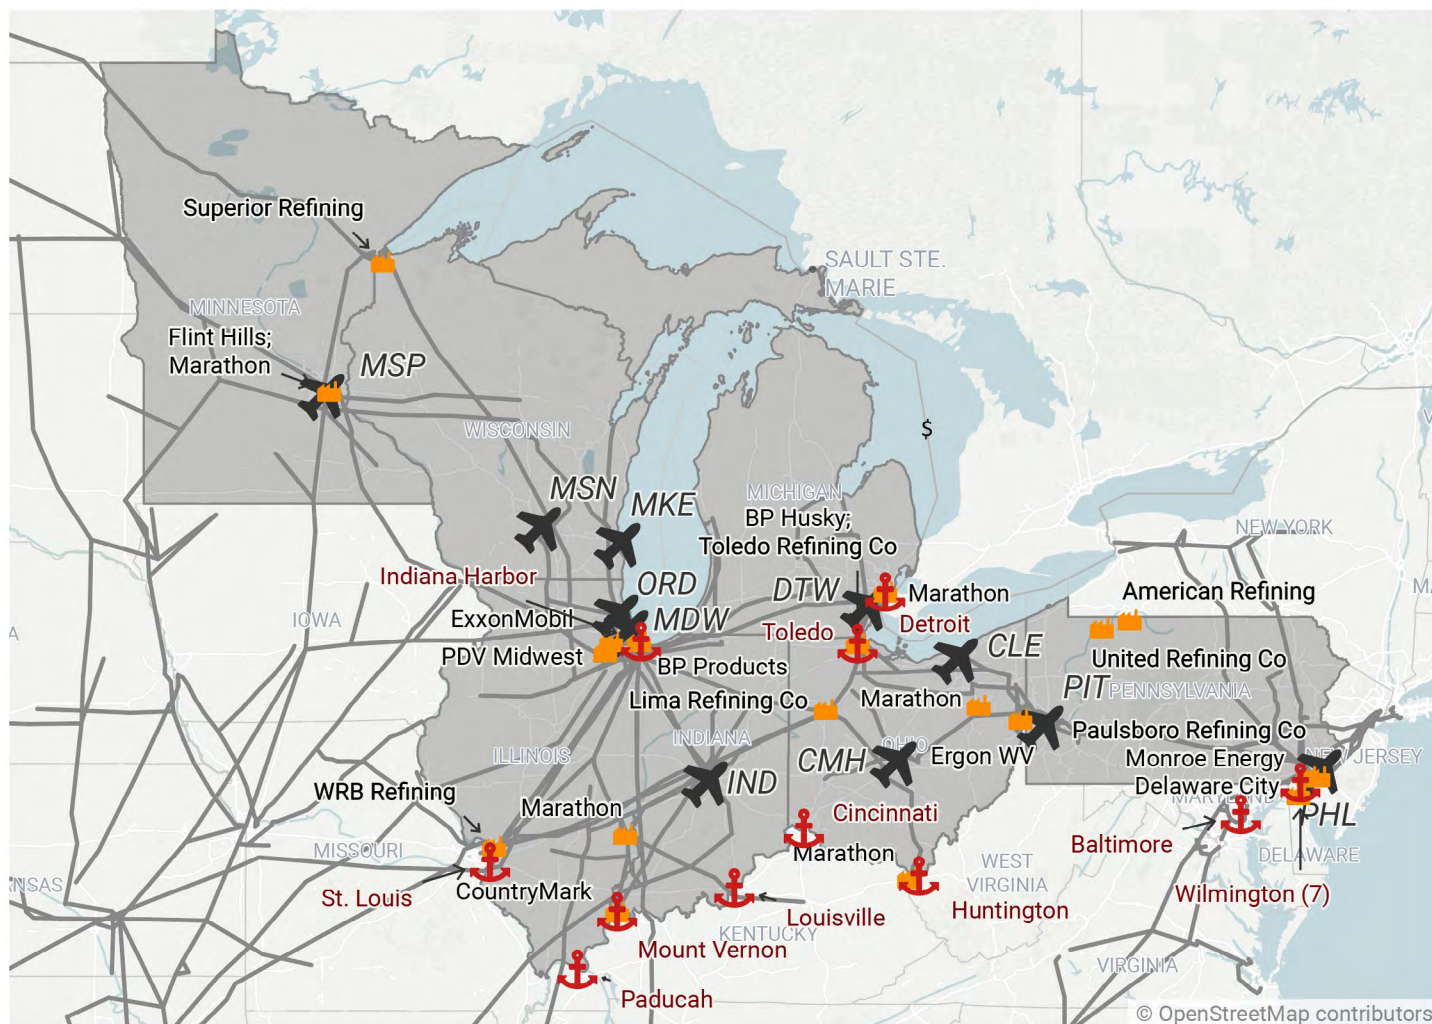 Superior Refining
SAULT STE.
MARIE
MINNESOTA
Flint Hills;
Marathon
MSP
WISCONSIN
$
MSN
MKE
MICHIGAN
BP Husky;
Toledo Refining Co
NEW YORK
Indiana Harbor
ORD
DTW
Marathon
American Refining
IOWA
ExxonMobil
MDW
Toledo
Detroit
CLE
PDV Midwest
BP Products
United Refining Co
Lima Refining Co
Marathon
PIT
PENNSYLVANIA
INDIANA
OHIO
Paulsboro Refining Co
ILLINOIS
CMH
Ergon WV
Monroe Energy
NEW JERSEY
IND
Delaware City
WRB Refining
Marathon
Cincinnati
MARYLAND
PHL
MISSOURI
Marathon
Baltimore
DELAWARE
WEST
VIRGINIA
NSAS
St. Louis
CountryMark
Wilmington (7)
Louisville
Huntington
KENTUCKY
Mount Vernon
VIRGINIA
Paducah
© OpenStreetMap contributors